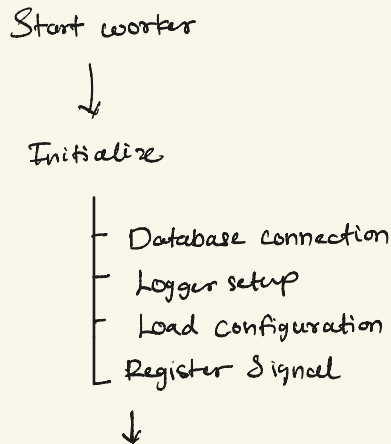 Start worker
Initialize
Database connection
Logger setup
Load configuration
Register Signal